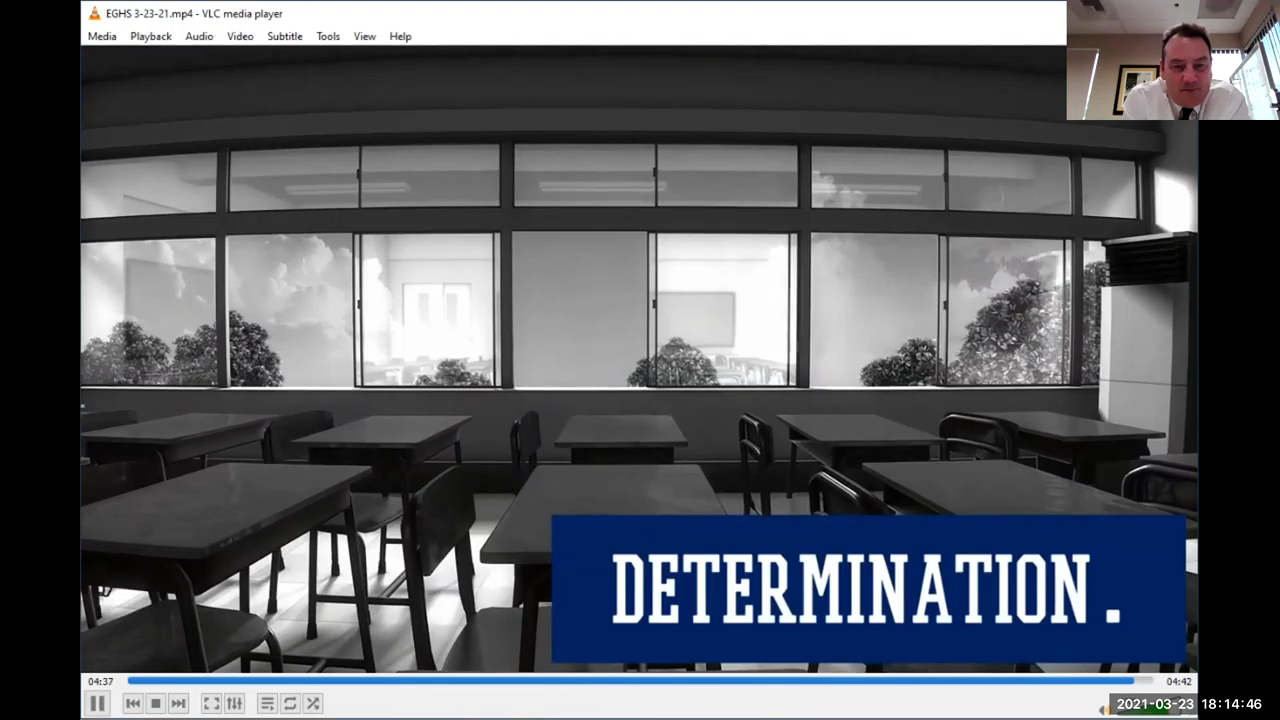 EGHS 3-23-21.mp4 - VLC media player
Media Playback Audio Video Subtitle Tools View Help
DETERMINATION.
04:37 04:42
2021-03-23 18:14:46